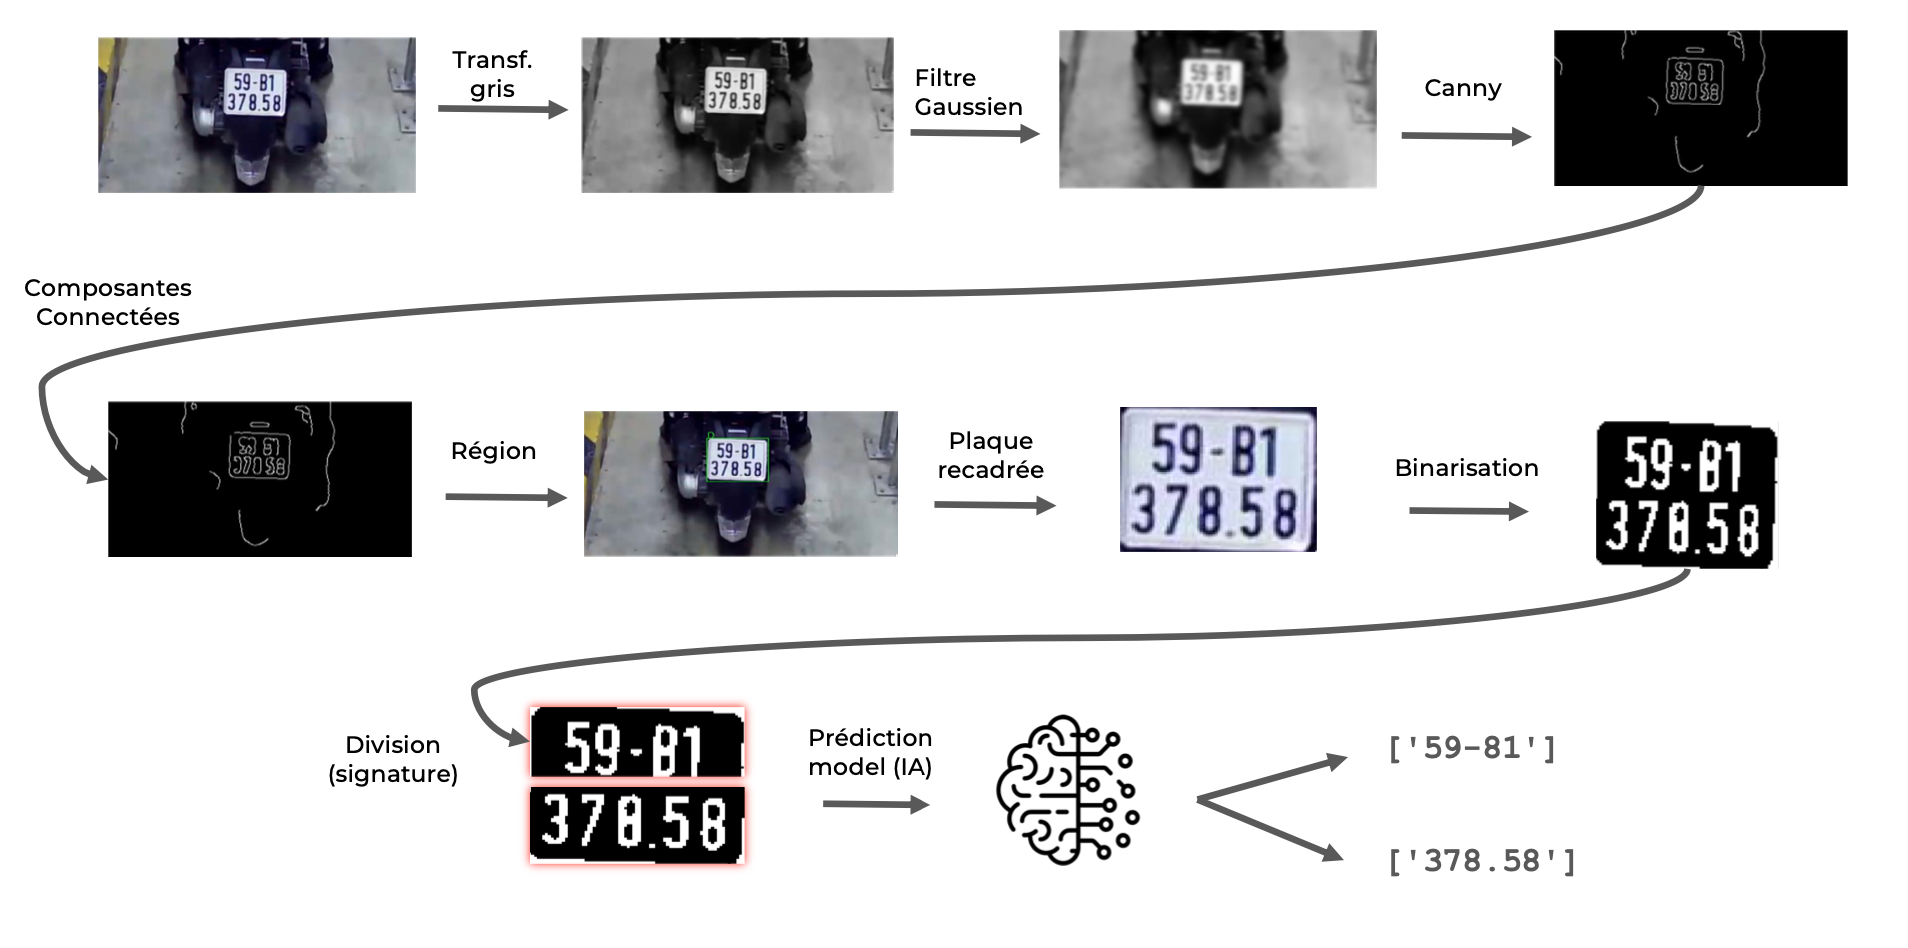 Transf.
gris
59-B1
378.58
59-B1
378.58
Filtre
Gaussien
59-B1
378.58
Canny
Composantes
Connectées
Région
59-B1
378.58
Plaque
recadrée
59-B1
378.58
Binarisation
59-B1
378.58
Division
(signature)
59-B1
378.58
Prédiction
model (IA)
['59-81']
['378.58']